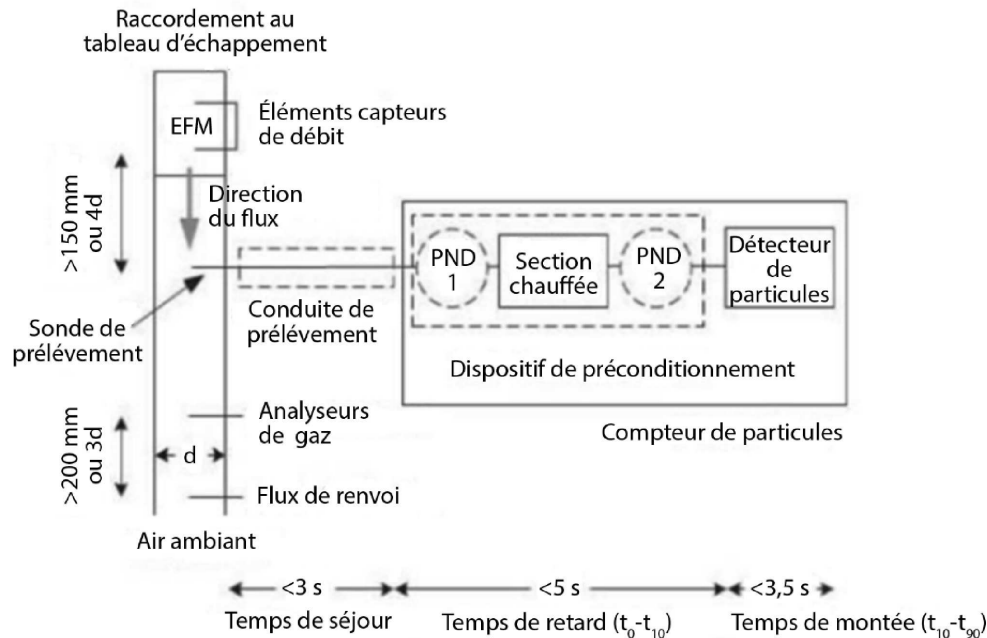 Raccordement au
tableau d'échappement
EFM
Éléments capteurs
de débit
>150 mm
ou 4d
Direction
du flux
PND
1
Section
chauffée
PND
2
Détecteur
de
particules
Sonde de
prélévement
Conduite de
prélévement
Dispositif de préconditionnement
Compteur de particules
>200 mm
ou 3d
Analyseurs
de gaz
d
Flux de renvoi
Air ambiant
<3 s
<5 s
<3,5 s
Temps de séjour
Temps de retard (t₀-t₁₀)
Temps de montée (t₁₀-t₉₀)